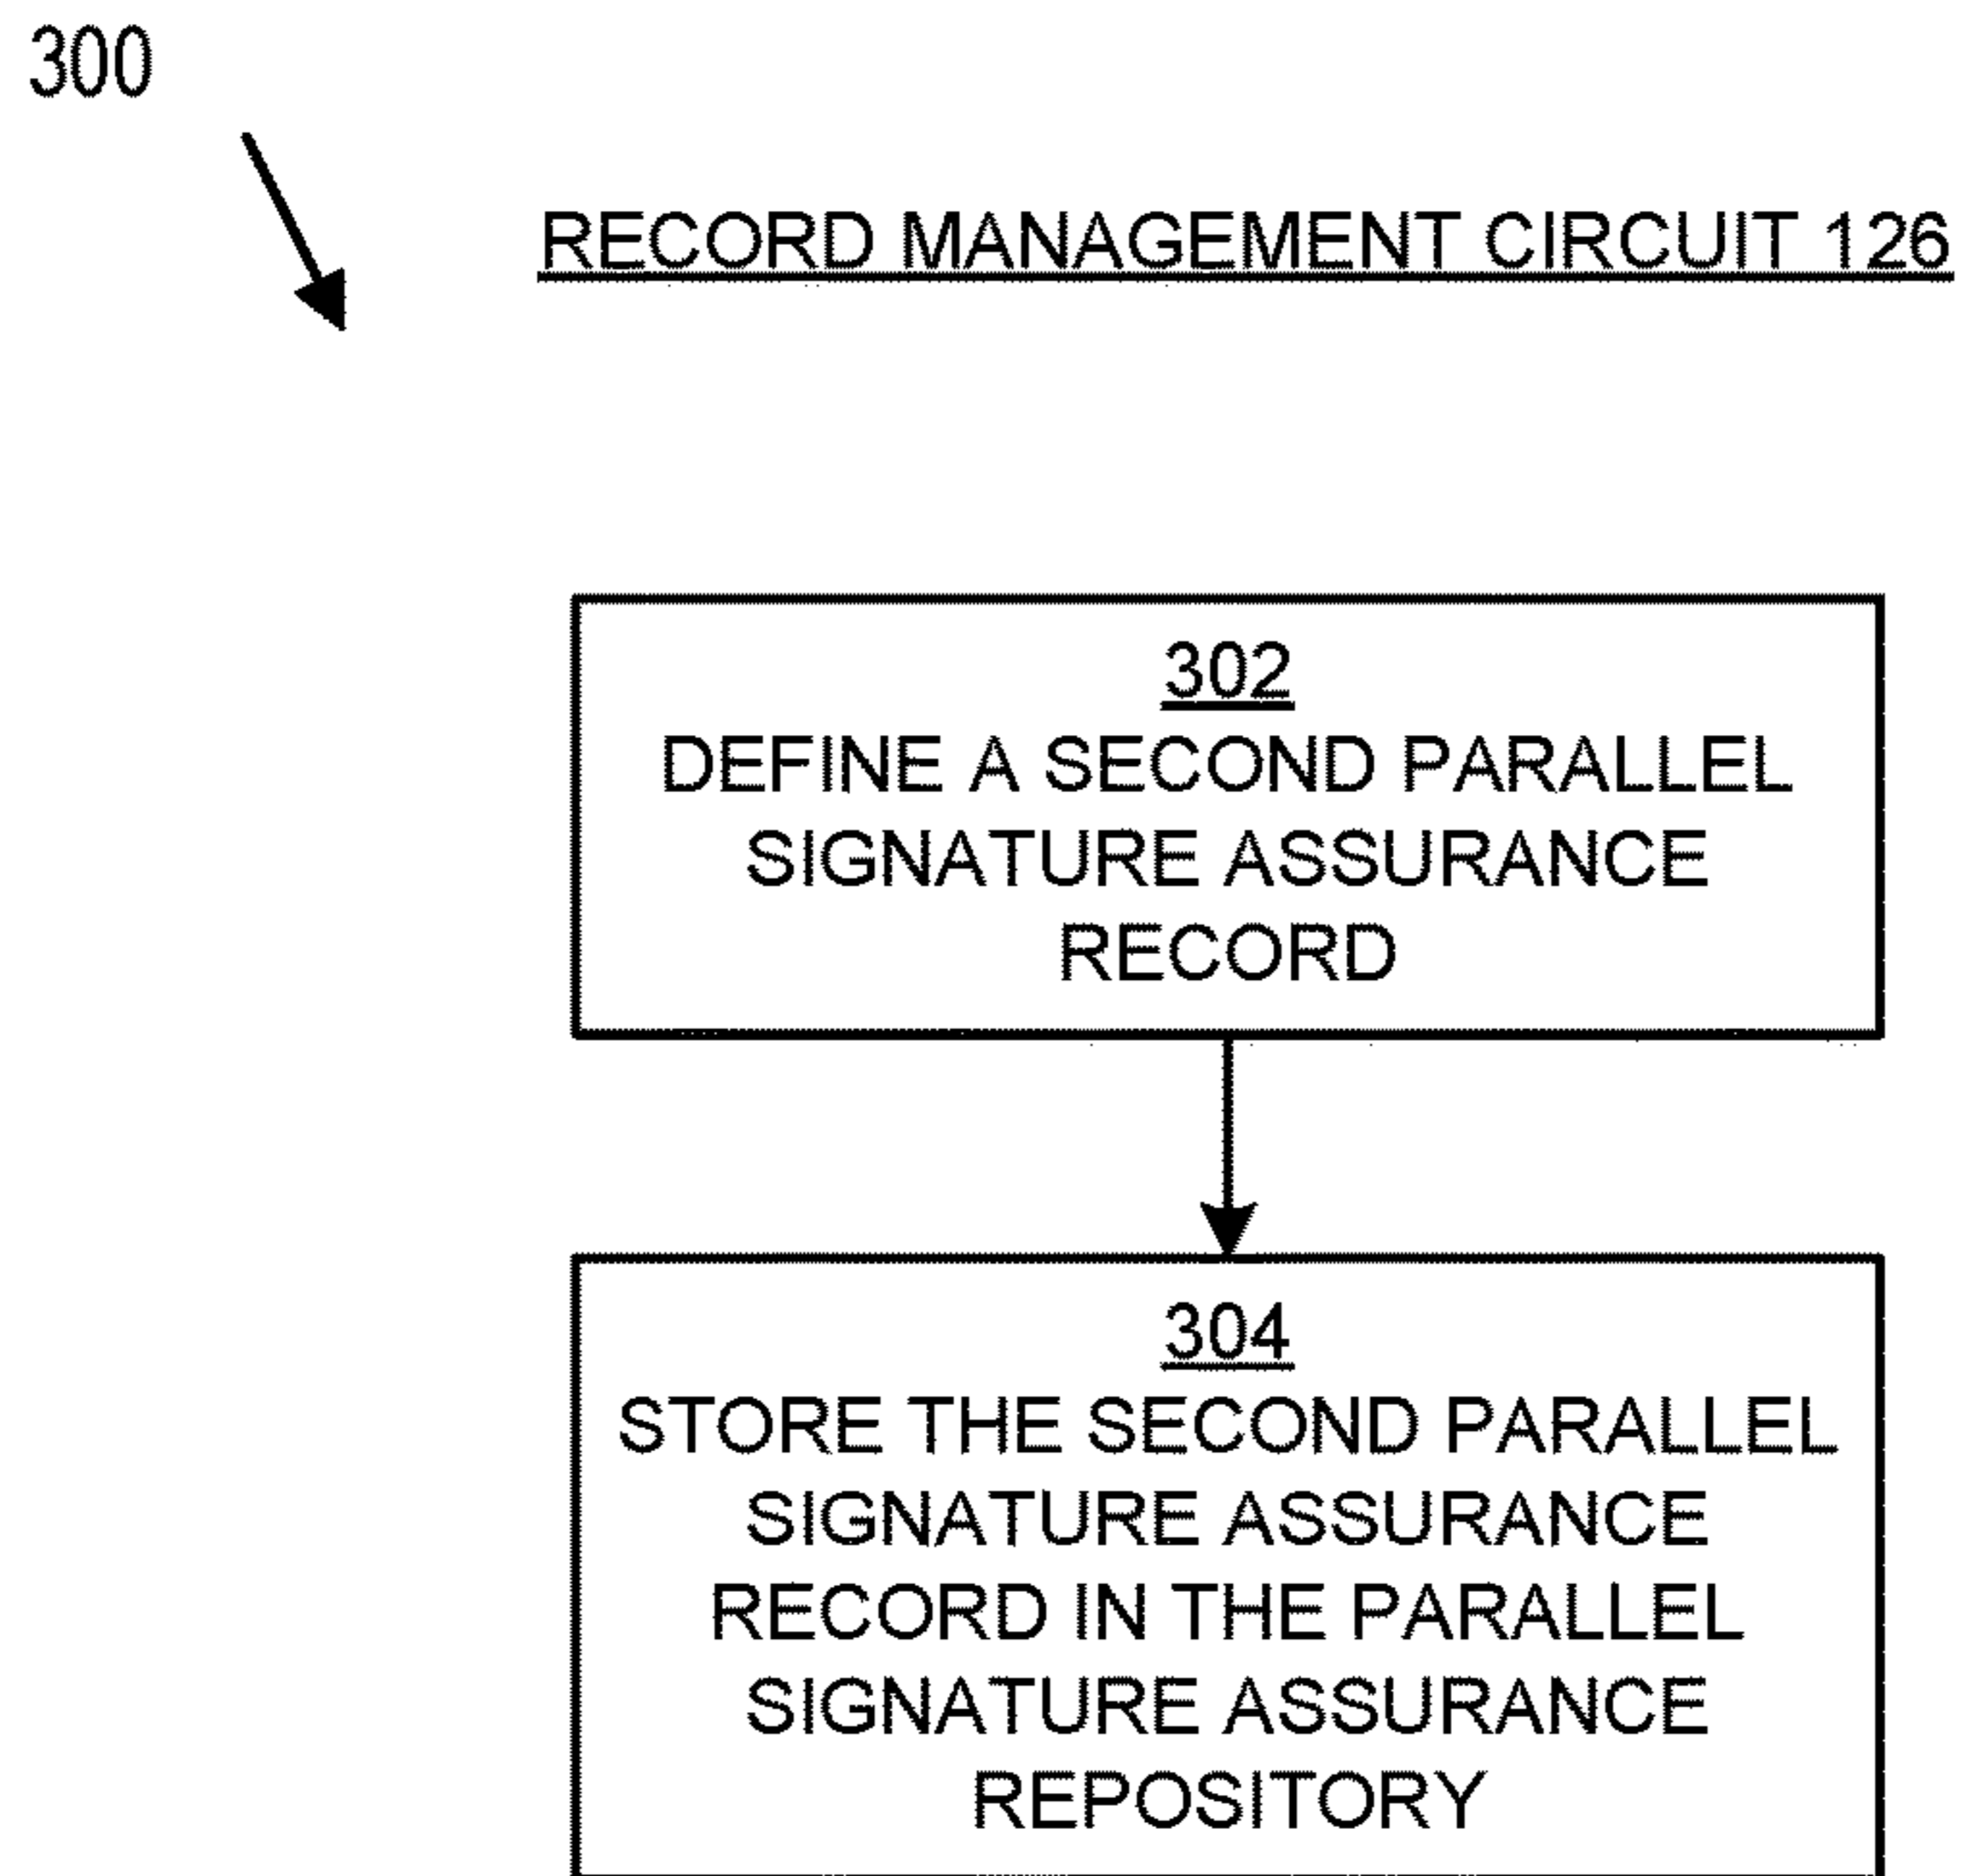 300
RECORD MANAGEMENT CIRCUIT 126
302
DEFINE A SECOND PARALLEL
SIGNATURE ASSURANCE
RECORD
304
STORE THE SECOND PARALLEL
SIGNATURE ASSURANCE
RECORD IN THE PARALLEL
SIGNATURE ASSURANCE
REPOSITORY